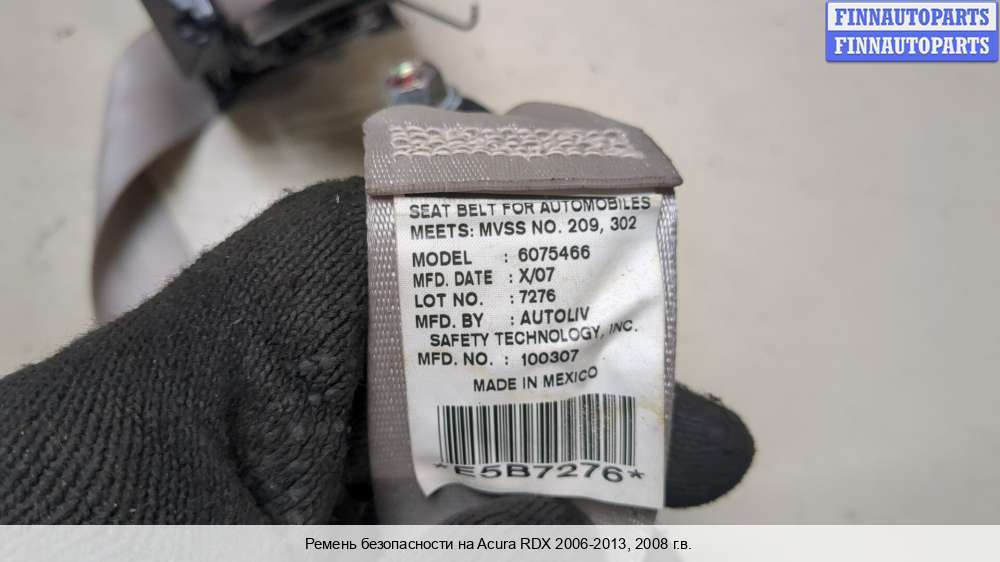 FINNAUTOPARTS
FINNAUTOPARTS
SEAT BELT FOR AUTOMOBILES
MEETS: MVSS NO. 209, 302
MODEL : 6075466
MFD. DATE : X/07
LOT NO. : 7276
MFD. BY : AUTOLIV
SAFETY TECHNOLOGY, INC.
MFD. NO. : 100307
MADE IN MEXICO
*E5B7276*
Ремень безопасности на Acura RDX 2006-2013, 2008 г.в.